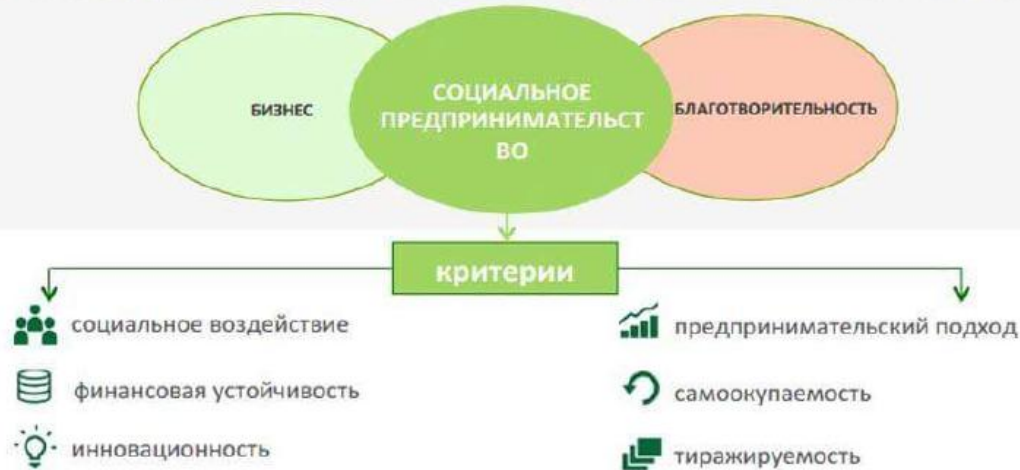 БИЗНЕС
СОЦИАЛЬНОЕ
ПРЕДПРИНИМАТЕЛЬСТ
ВО
БЛАГОТВОРИТЕЛЬНОСТЬ
критерии
социальное воздействие
финансовая устойчивость
инновационность
предпринимательский подход
самоокупаемость
тиражируемость